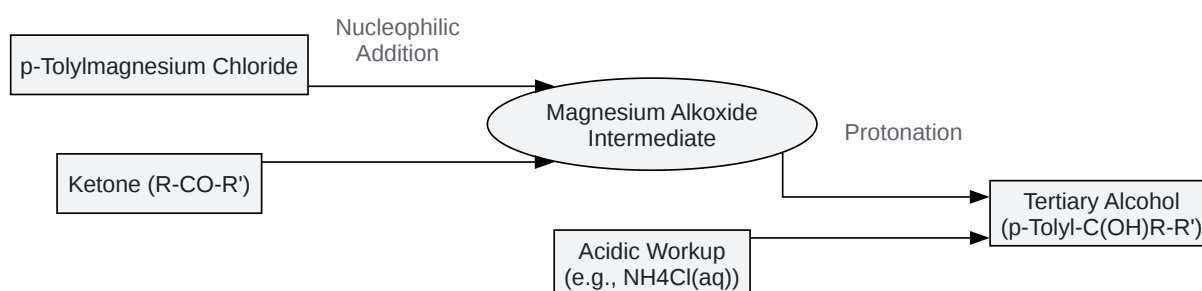 Nucleophilic
Addition
p-Tolylmagnesium Chloride
Magnesium Alkoxide
Intermediate
Protonation
Ketone (R-CO-R')
Tertiary Alcohol
(p-Tolyl-C(OH)R-R')
Acidic Workup
(e.g., NH4Cl(aq))